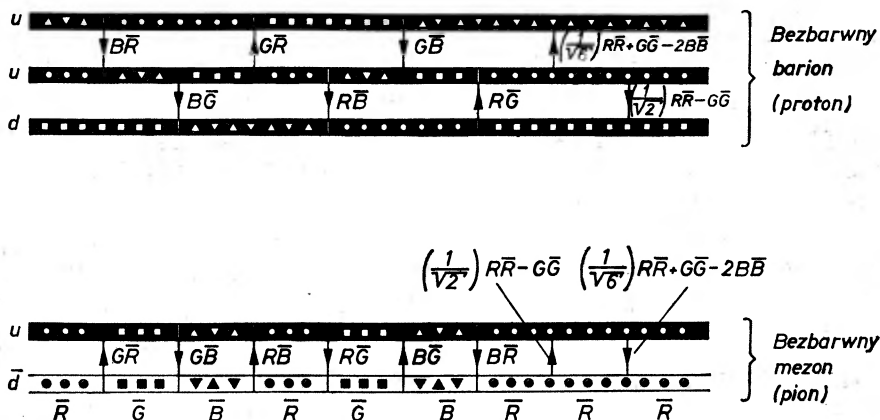 u
BR̄ GR̄ GB̄ (1/√6) RR̄+GḠ−2BB̄
u
BḠ RB̄ RḠ (1/√2) RR̄−GḠ
d
Bezbarwny
barion
(proton)
(1/√2) RR̄−GḠ (1/√6) RR̄+GḠ−2BB̄
u
GR̄ GB̄ RB̄ RḠ BḠ BR̄
d̄
R̄ Ḡ B̄ R̄ Ḡ B̄ R̄ R̄ R̄
Bezbarwny
mezon
(pion)